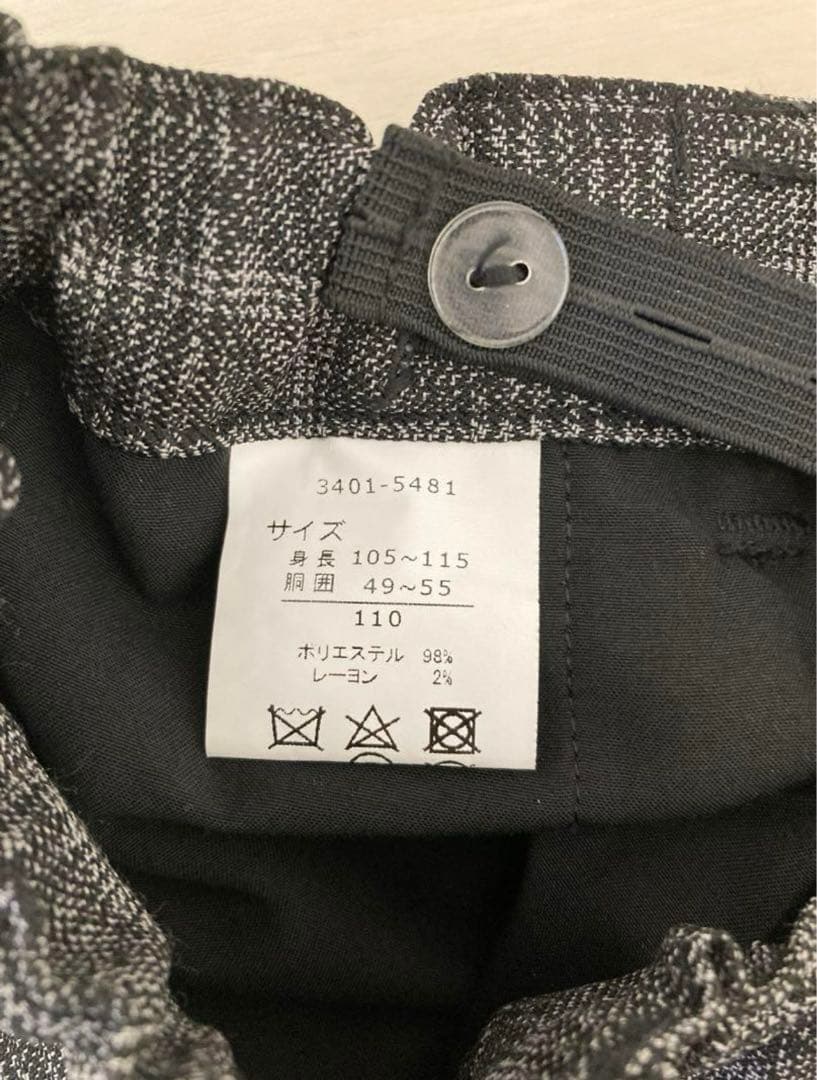 3401-5481
サイズ
身長 105~115
胴囲 49~55
110
ポリエステル 98%
レーヨン 2%